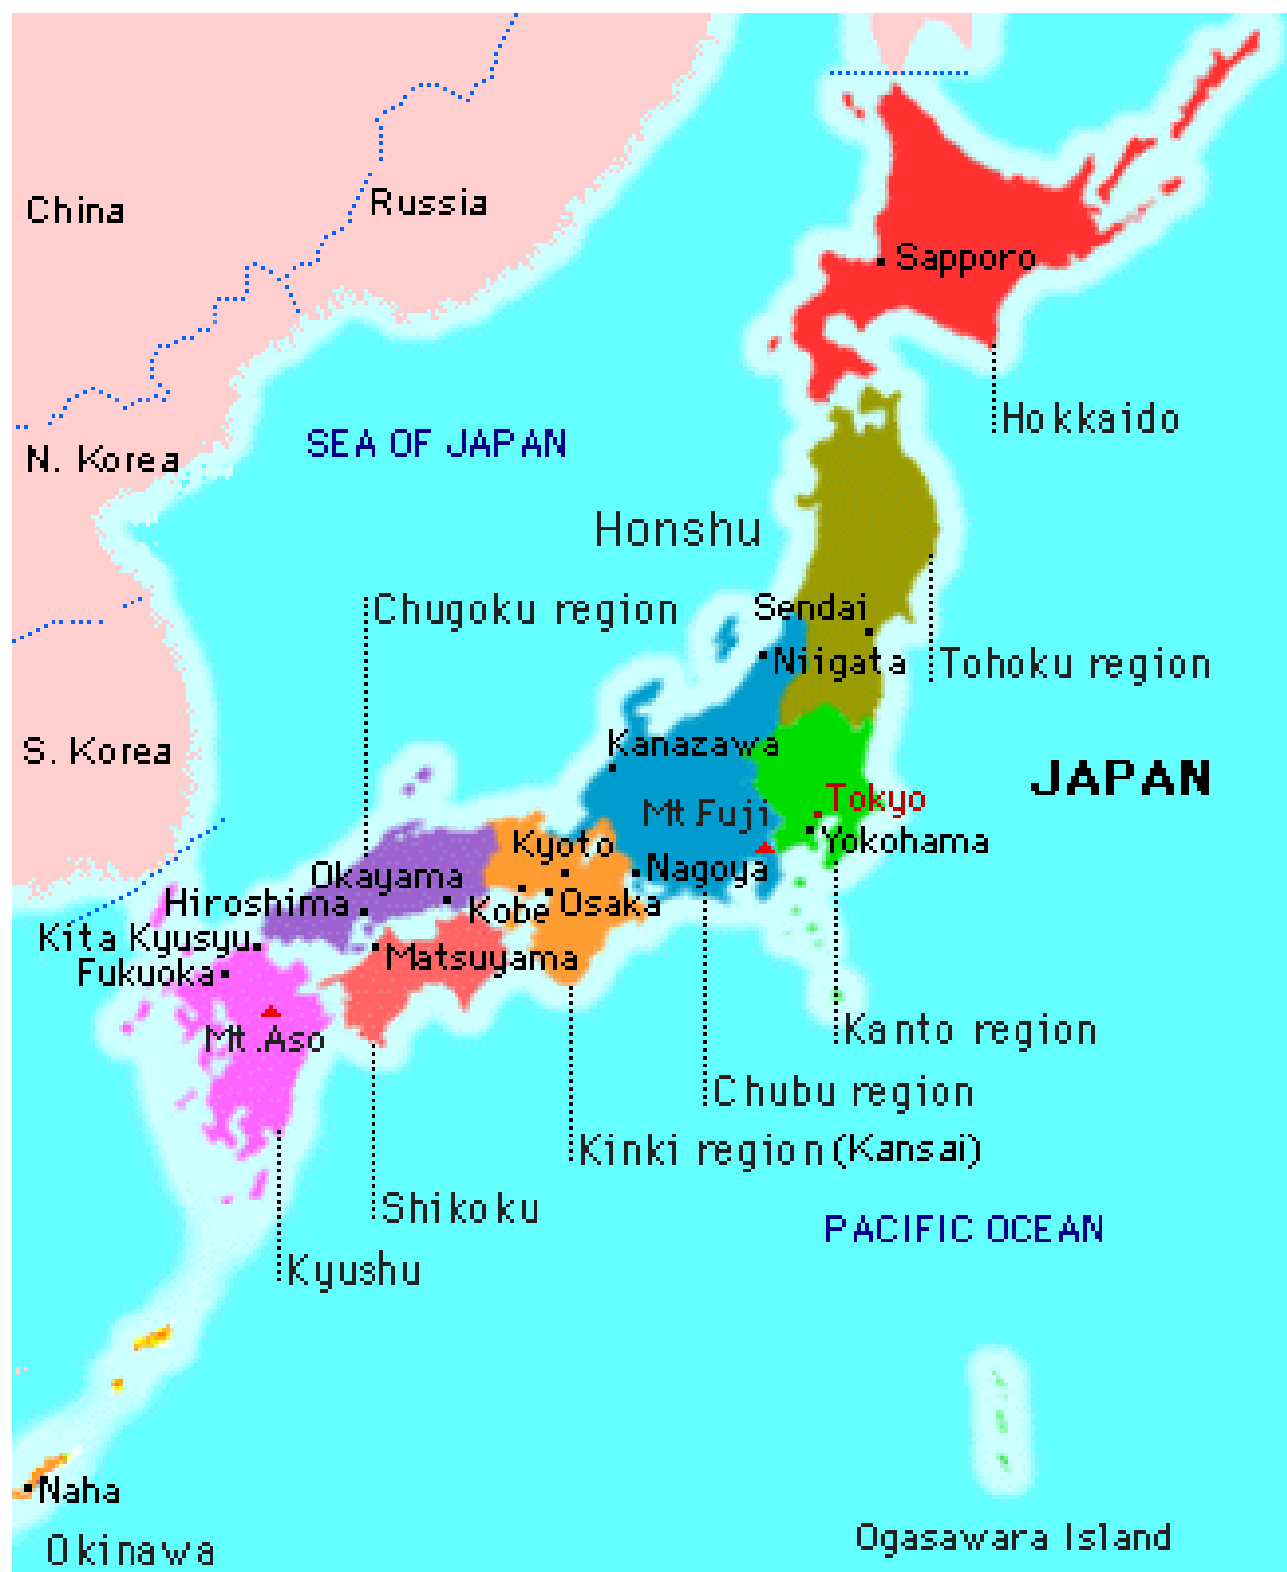 China
Russia
Sapporo
Hokkaido
N. Korea
SEA OF JAPAN
Honshu
Chugoku region
Sendai
Niigata
Tohoku region
S. Korea
Kanazawa
JAPAN
Mt.Fuji
Tokyo
Yokohama
Kyoto
Nagoya
Okayama
Hiroshima
Kobe
Osaka
Kita Kyusyu
Matsuyama
Fukuoka
Mt.Aso
Kanto region
Chubu region
Kinki region (Kansai)
Shikoku
PACIFIC OCEAN
Kyushu
Naha
Ogasawara Island
Okinawa